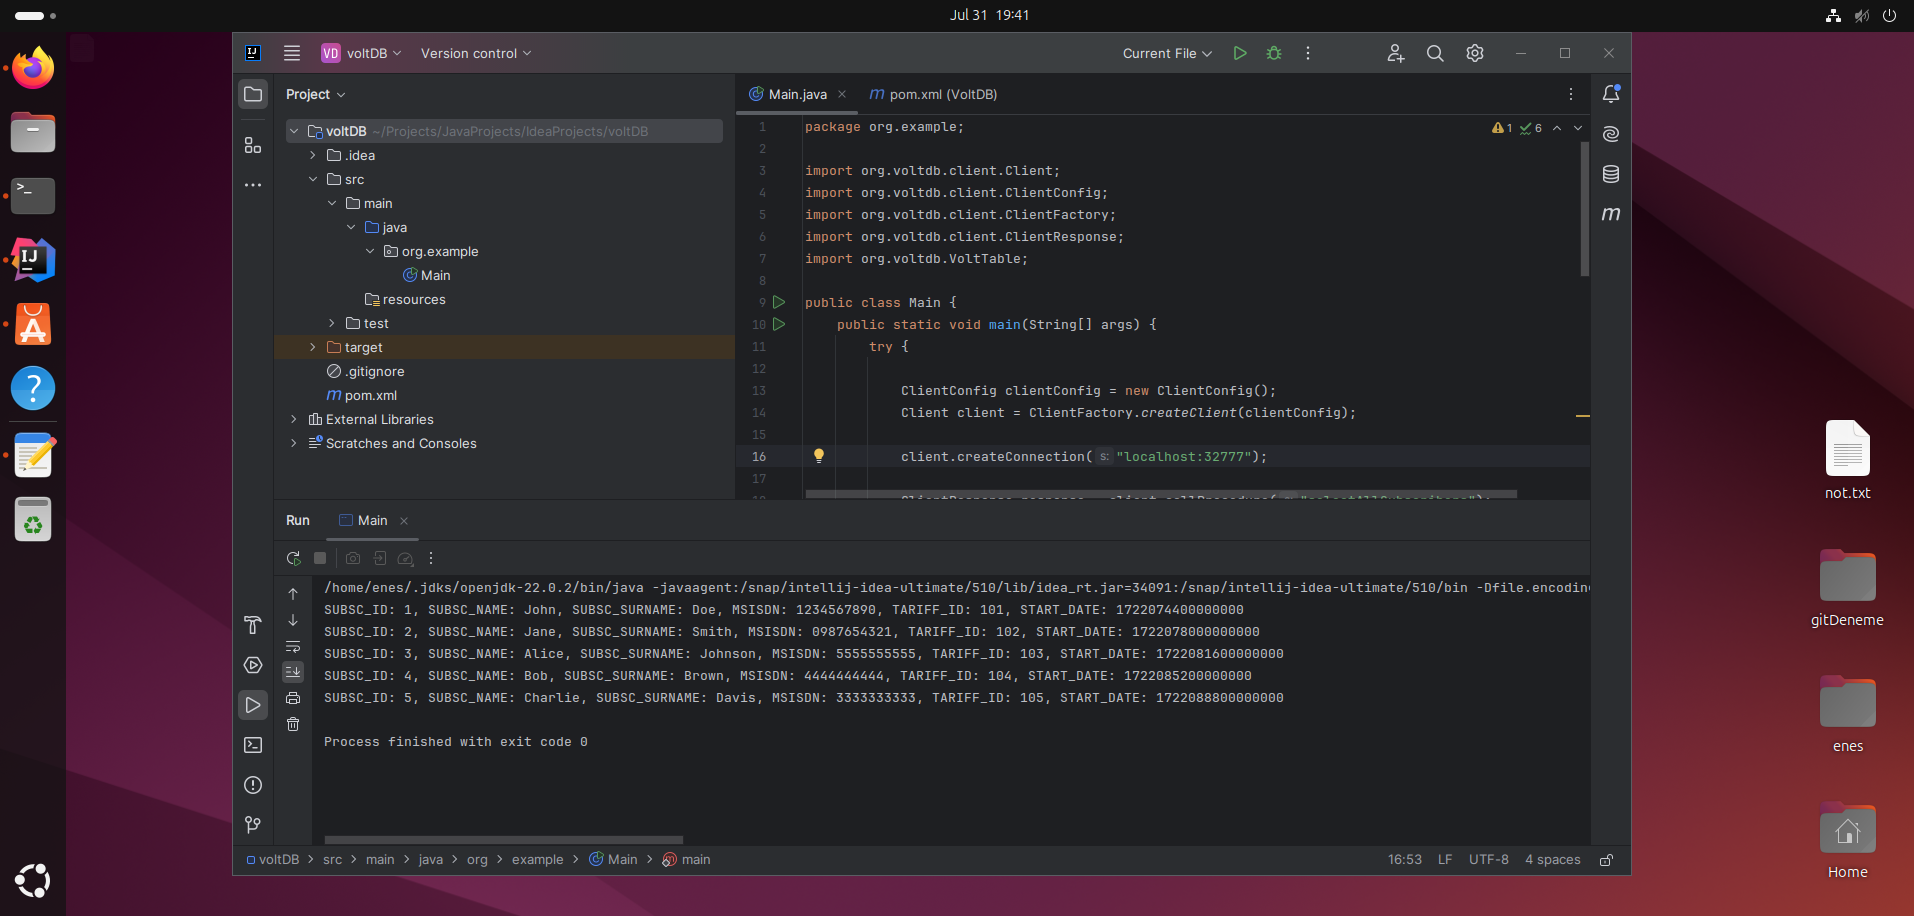 Jul 31 19:41
VD voltDB Version control
Current File
Project
voltDB ~/Projects/JavaProjects/IdeaProjects/voltDB
.idea
src
main
java
org.example
Main
resources
test
target
.gitignore
m pom.xml
External Libraries
Scratches and Consoles
Main.java
m pom.xml (VoltDB)
1 package org.example;
2
3 import org.voltdb.client.Client;
4 import org.voltdb.client.ClientConfig;
5 import org.voltdb.client.ClientFactory;
6 import org.voltdb.client.ClientResponse;
7 import org.voltdb.VoltTable;
8
9 public class Main {
10 public static void main(String[] args) {
11 try {
12
13 ClientConfig clientConfig = new ClientConfig();
14 Client client = ClientFactory.createClient(clientConfig);
15
16 client.createConnection( s: "localhost:32777");
17
1 6
m
Run Main
/home/enes/.jdks/openjdk-22.0.2/bin/java -javaagent:/snap/intellij-idea-ultimate/510/lib/idea_rt.jar=34091:/snap/intellij-idea-ultimate/510/bin -Dfile.encoding
SUBSC_ID: 1, SUBSC_NAME: John, SUBSC_SURNAME: Doe, MSISDN: 1234567890, TARIFF_ID: 101, START_DATE: 1722074400000000
SUBSC_ID: 2, SUBSC_NAME: Jane, SUBSC_SURNAME: Smith, MSISDN: 0987654321, TARIFF_ID: 102, START_DATE: 1722078000000000
SUBSC_ID: 3, SUBSC_NAME: Alice, SUBSC_SURNAME: Johnson, MSISDN: 5555555555, TARIFF_ID: 103, START_DATE: 1722081600000000
SUBSC_ID: 4, SUBSC_NAME: Bob, SUBSC_SURNAME: Brown, MSISDN: 4444444444, TARIFF_ID: 104, START_DATE: 1722085200000000
SUBSC_ID: 5, SUBSC_NAME: Charlie, SUBSC_SURNAME: Davis, MSISDN: 3333333333, TARIFF_ID: 105, START_DATE: 1722088800000000
Process finished with exit code 0
voltDB > src > main > java > org > example > Main > main
16:53 LF UTF-8 4 spaces
not.txt
gitDeneme
enes
Home